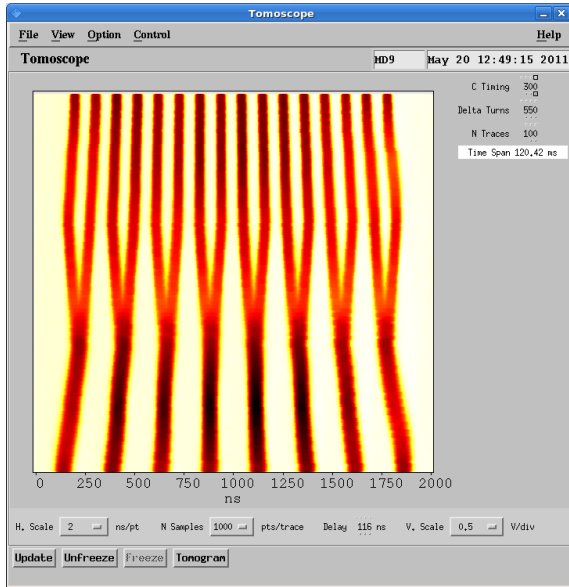 Tomoscope
File View Option Control Help
Tomoscope MD9 May 20 12:49:15 2011
C Timing 300
Delta Turns 550
N Traces 100
Time Span 120.42 ms
0 250 500 750 1000 1250 1500 1750 2000
ns
H. Scale 2 ns/pt N Samples 1000 pts/trace Delay 116 ns V. Scale 0.5 V/div
Update Unfreeze Freeze Tomogram